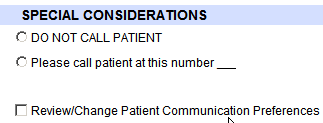 SPECIAL CONSIDERATIONS
DO NOT CALL PATIENT
Please call patient at this number ___
Review/Change Patient Communication Preferences